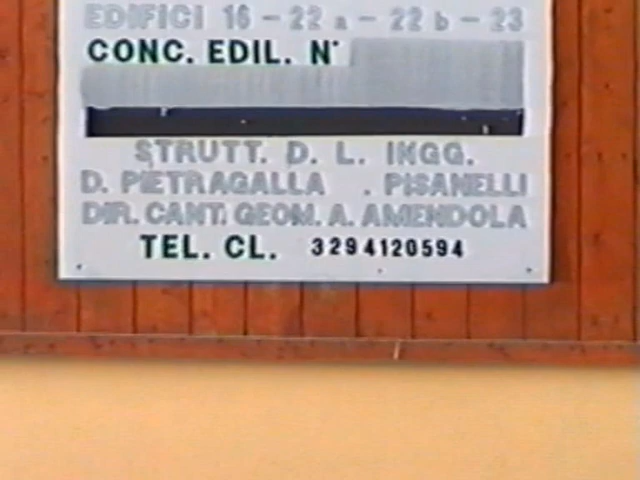 EDIFICI 16 - 22 a - 22 b - 23
CONC. EDIL. N°
STRUTT. D. L. INGG.
D. PIETRAGALLA . PISANELLI
DIR. CANT. GEOM. A. AMENDOLA
TEL. CL. 3294120594